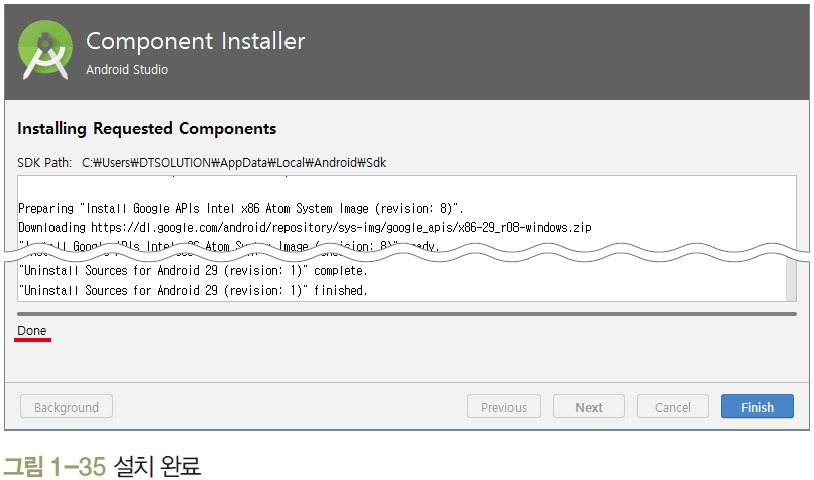 Component Installer
Android Studio
Installing Requested Components
SDK Path: C:₩Users₩DTSOLUTION₩AppData₩Local₩Android₩Sdk
Preparing "Install Google APIs Intel x86 Atom System Image (revision: 8)".
Downloading https://dl.google.com/android/repository/sys-img/google_apis/x86-29_r08-windows.zip
"Install Google APIs Intel x86 Atom System Image (revision: 8)" ready.
"Uninstall Sources for Android 29 (revision: 1)" complete.
"Uninstall Sources for Android 29 (revision: 1)" finished.
Done
Background Previous Next Cancel Finish
그림 1-35 설치 완료